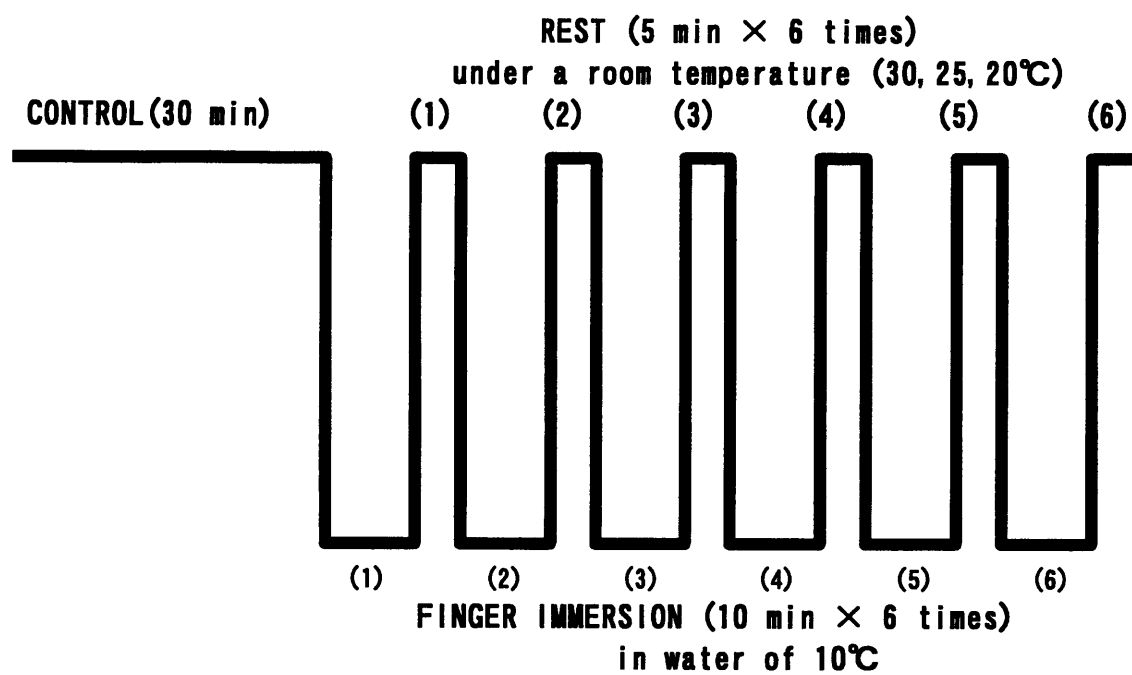 REST (5 min × 6 times)
under a room temperature (30, 25, 20℃)
CONTROL(30 min) (1) (2) (3) (4) (5) (6)
(1) (2) (3) (4) (5) (6)
FINGER IMMERSION (10 min × 6 times)
in water of 10℃